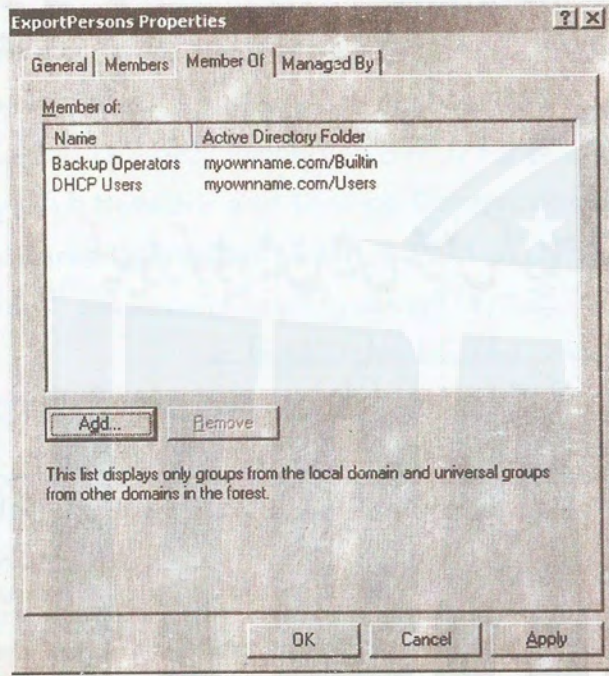 ExportPersons Properties
General Members Member Of Managed By
Member of:
Name Active Directory Folder
Backup Operators myownname.com/Builtin
DHCP Users myownname.com/Users
Add... Remove
This list displays only groups from the local domain and universal groups
from other domains in the forest.
OK Cancel Apply